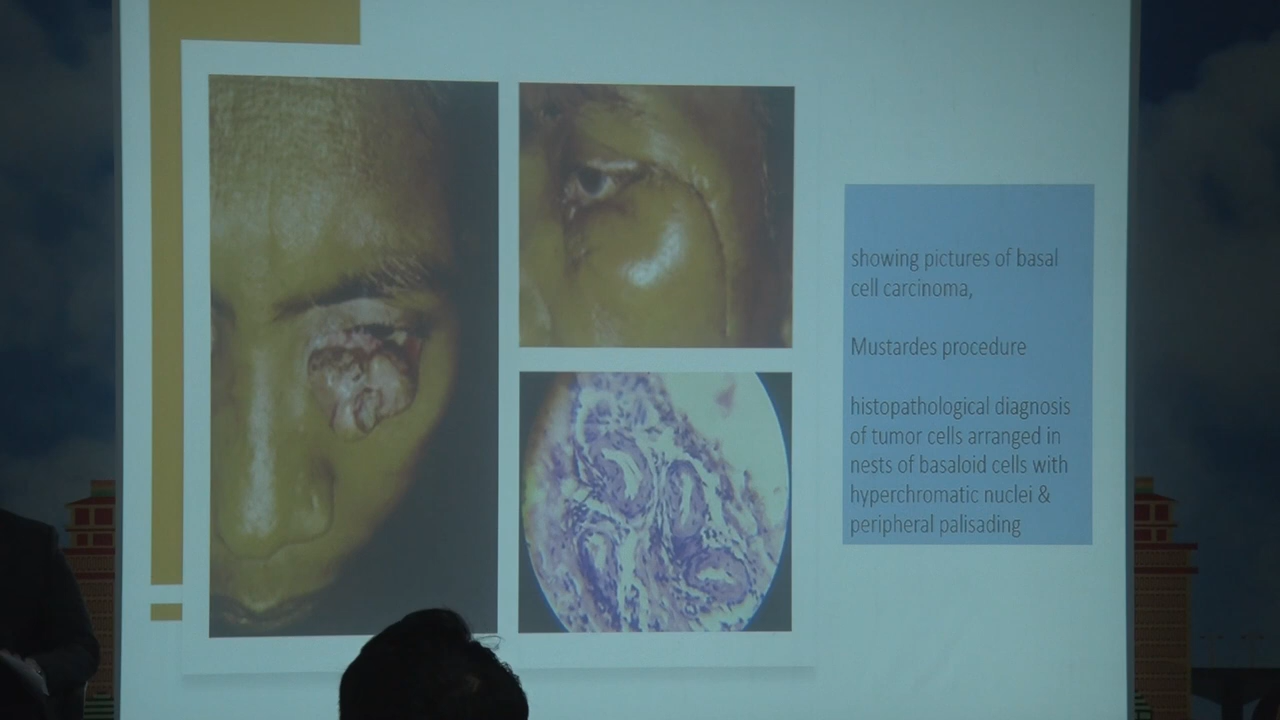 showing pictures of basal
cell carcinoma,
Mustardes procedure
histopathological diagnosis
of tumor cells arranged in
nests of basaloid cells with
hyperchromatic nuclei &
peripheral palisading